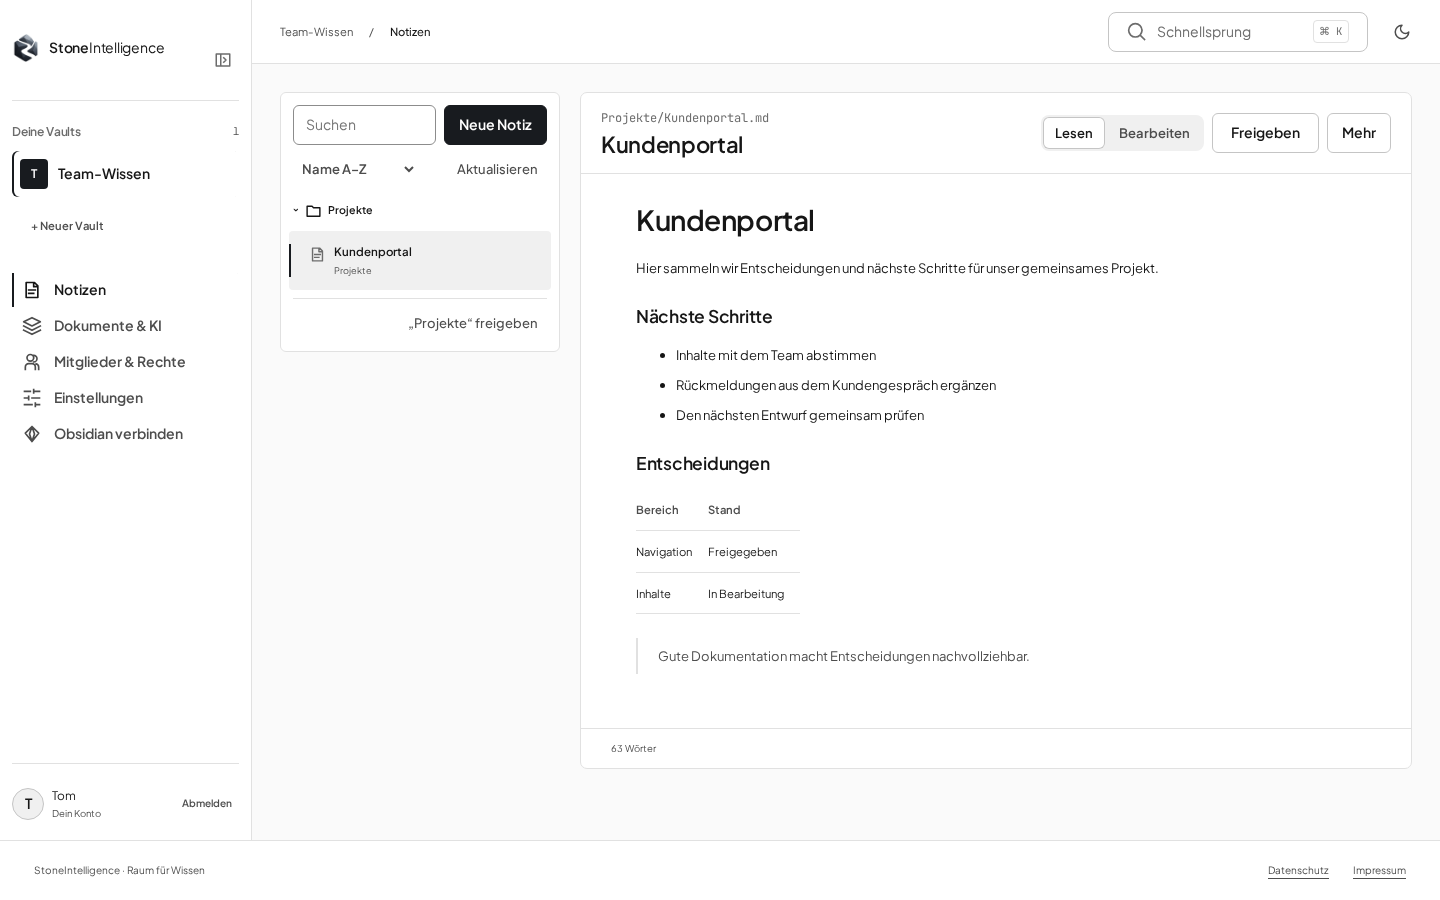 StoneIntelligence
Deine Vaults 1
T Team-Wissen
+ Neuer Vault
Notizen
Dokumente & KI
Mitglieder & Rechte
Einstellungen
Obsidian verbinden
T Tom
Dein Konto
Abmelden
Team-Wissen / Notizen
Schnellsprung ⌘ K
Suchen Neue Notiz
Name A–Z Aktualisieren
Projekte
Kundenportal
Projekte
„Projekte“ freigeben
Projekte/Kundenportal.md
Kundenportal
Lesen Bearbeiten Freigeben Mehr
Kundenportal
Hier sammeln wir Entscheidungen und nächste Schritte für unser gemeinsames Projekt.
Nächste Schritte
• Inhalte mit dem Team abstimmen
• Rückmeldungen aus dem Kundengespräch ergänzen
• Den nächsten Entwurf gemeinsam prüfen
Entscheidungen
Bereich Stand
Navigation Freigegeben
Inhalte In Bearbeitung
Gute Dokumentation macht Entscheidungen nachvollziehbar.
63 Wörter
StoneIntelligence · Raum für Wissen
Datenschutz Impressum